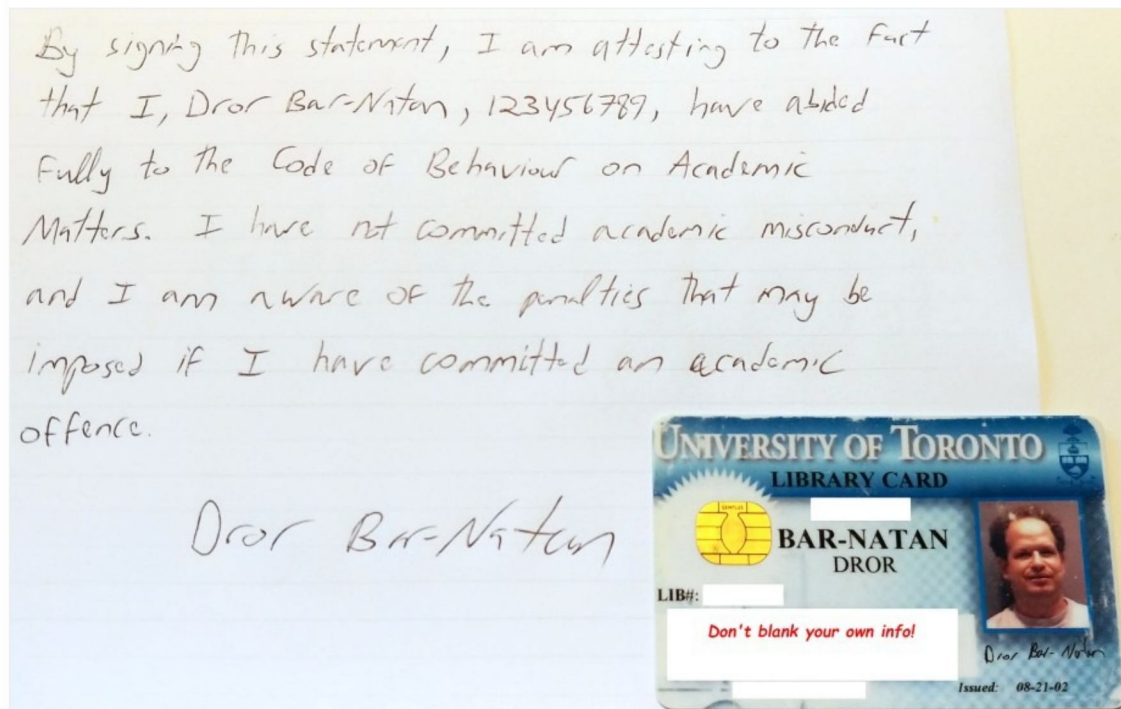 By signing this statement, I am attesting to the fact
that I, Dror Bar-Natan, 123456789, have abided
fully to the Code of Behaviour on Academic
Matters. I have not committed academic misconduct,
and I am aware of the penalties that may be
imposed if I have committed an academic
offence.
Dror Bar-Natan
UNIVERSITY OF TORONTO
LIBRARY CARD
BAR-NATAN
DROR
LIB#:
Don't blank your own info!
Dror Bar-Natan
Issued: 08-21-02